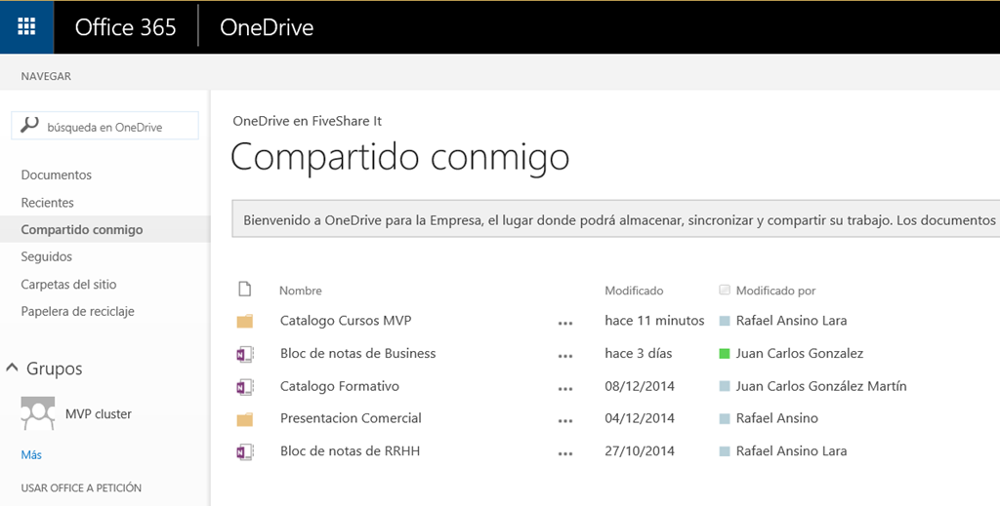 Office 365 OneDrive
NAVEGAR
búsqueda en OneDrive
Documentos
Recientes
Compartido conmigo
Seguidos
Carpetas del sitio
Papelera de reciclaje
Grupos
MVP cluster
Más
USAR OFFICE A PETICIÓN
OneDrive en FiveShare It
Compartido conmigo
Bienvenido a OneDrive para la Empresa, el lugar donde podrá almacenar, sincronizar y compartir su trabajo. Los documentos
Nombre Modificado Modificado por
Catalogo Cursos MVP ... hace 11 minutos Rafael Ansino Lara
Bloc de notas de Business ... hace 3 días Juan Carlos Gonzalez
Catalogo Formativo ... 08/12/2014 Juan Carlos González Martín
Presentacion Comercial ... 04/12/2014 Rafael Ansino
Bloc de notas de RRHH ... 27/10/2014 Rafael Ansino Lara